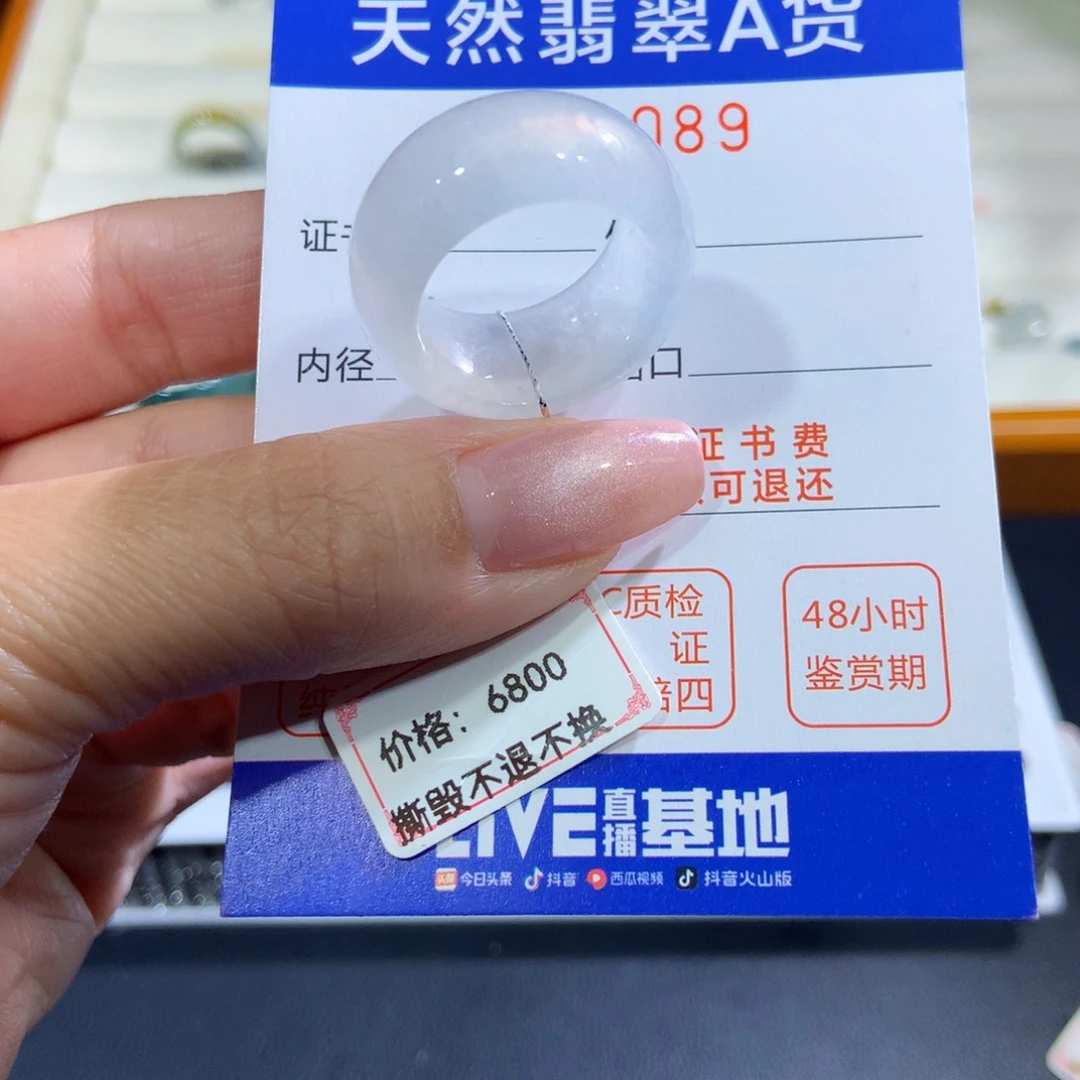 天然翡翠A货
089
证
内径
口
证书费
可退还
C质检
证
赔四
48小时
鉴赏期
价格：6800
撕毁不退不换
LIVE直播基地
今日头条 抖音 西瓜视频 抖音火山版